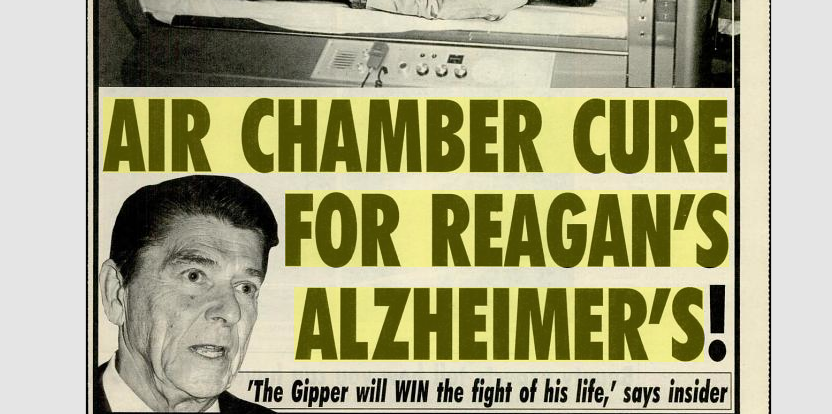 AIR CHAMBER CURE
FOR REAGAN'S
ALZHEIMER'S!
'The Gipper will WIN the fight of his life,' says insider